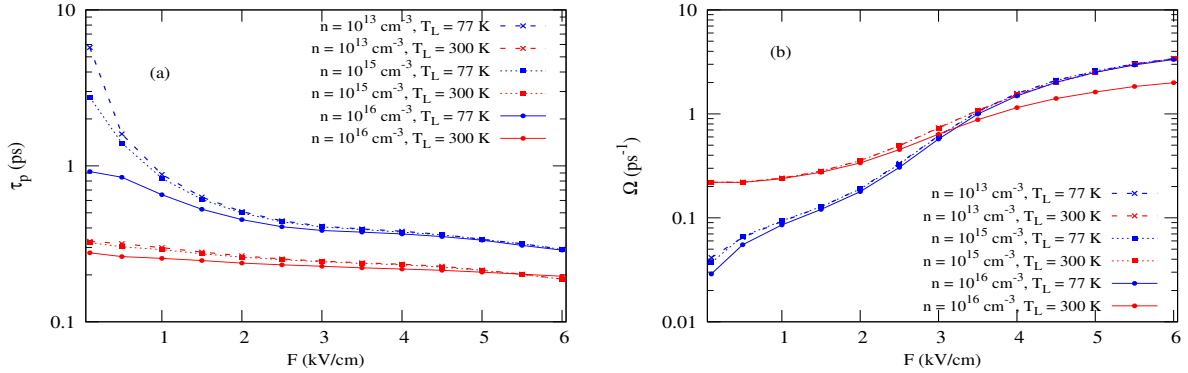 10
1
0.1
1
2
3
4
5
6
τp (ps)
F (kV/cm)
(a)
n = 10^13 cm^-3, T_L = 77 K
n = 10^13 cm^-3, T_L = 300 K
n = 10^15 cm^-3, T_L = 77 K
n = 10^15 cm^-3, T_L = 300 K
n = 10^16 cm^-3, T_L = 77 K
n = 10^16 cm^-3, T_L = 300 K
10
1
0.1
0.01
1
2
3
4
5
6
Ω (ps^-1)
F (kV/cm)
(b)
n = 10^13 cm^-3, T_L = 77 K
n = 10^13 cm^-3, T_L = 300 K
n = 10^15 cm^-3, T_L = 77 K
n = 10^15 cm^-3, T_L = 300 K
n = 10^16 cm^-3, T_L = 77 K
n = 10^16 cm^-3, T_L = 300 K